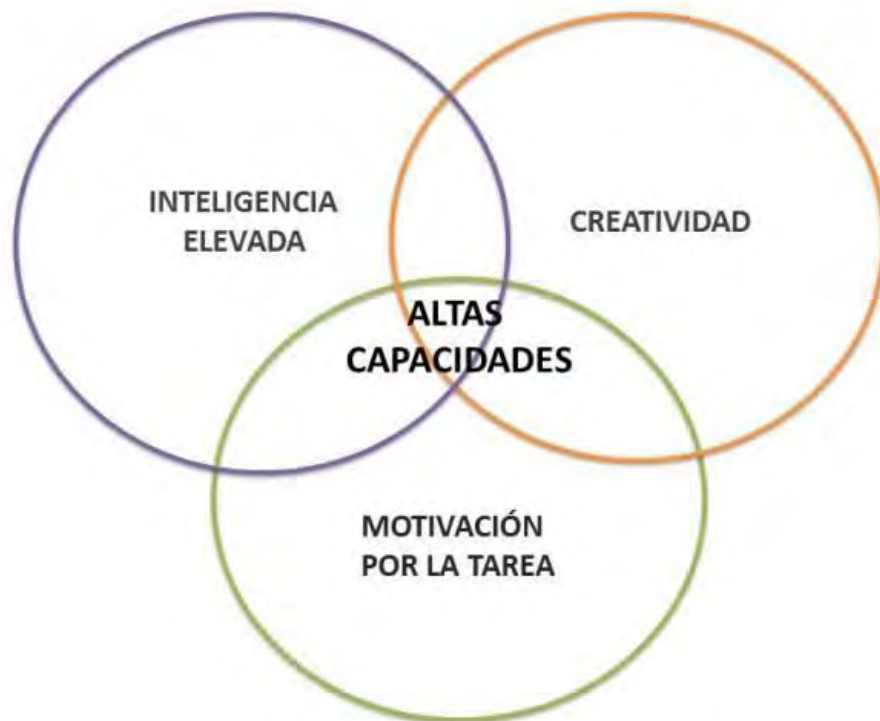 INTELIGENCIA
ELEVADA
CREATIVIDAD
ALTAS
CAPACIDADES
MOTIVACIÓN
POR LA TAREA